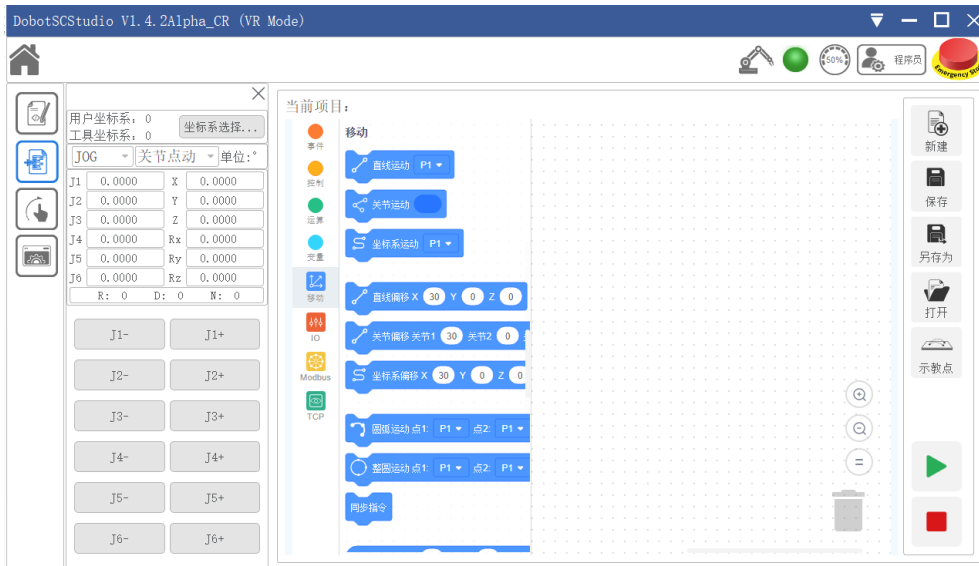 DobotSCStudio V1.4.2Alpha_CR (VR Mode)
50% 程序员 Emergency
用户坐标系: 0
工具坐标系: 0
坐标系选择...
JOG 关节点动 单位:°
J1 0.0000 X 0.0000
J2 0.0000 Y 0.0000
J3 0.0000 Z 0.0000
J4 0.0000 Rx 0.0000
J5 0.0000 Ry 0.0000
J6 0.0000 Rz 0.0000
R: 0 D: 0 N: 0
J1- J1+
J2- J2+
J3- J3+
J4- J4+
J5- J5+
J6- J6+
当前项目:
事件
控制
运算
变量
移动
IO
Modbus
TCP
移动
直线运动 P1
关节运动
坐标系运动 P1
直线偏移 X 30 Y 0 Z 0
关节偏移 关节1 30 关节2 0
坐标系偏移 X 30 Y 0 Z 0
圆弧运动 点1: P1 点2: P1
整圆运动 点1: P1 点2: P1
同步指令
新建
保存
另存为
打开
示教点